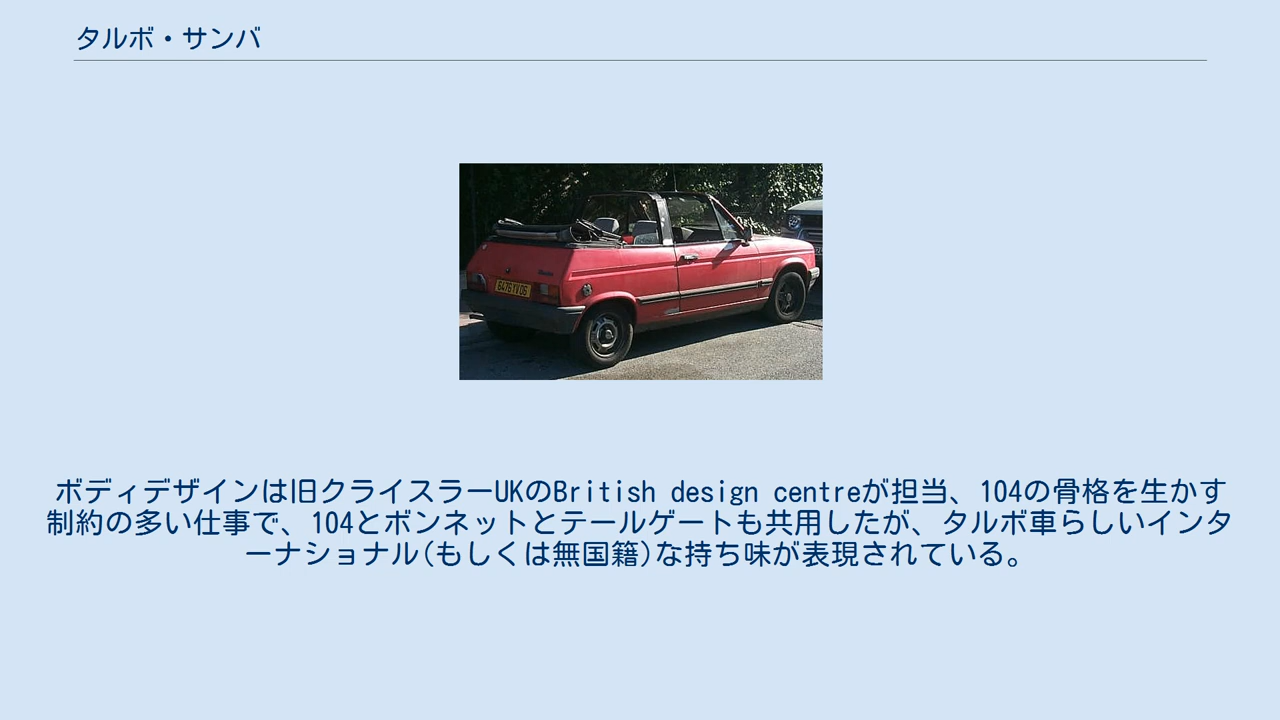 タルボ・サンバ
6476 YV 06
ボディデザインは旧クライスラーUKのBritish design centreが担当、104の骨格を生かす
制約の多い仕事で、104とボンネットとテールゲートも共用したが、タルボ車らしいインタ
ーナショナル(もしくは無国籍)な持ち味が表現されている。